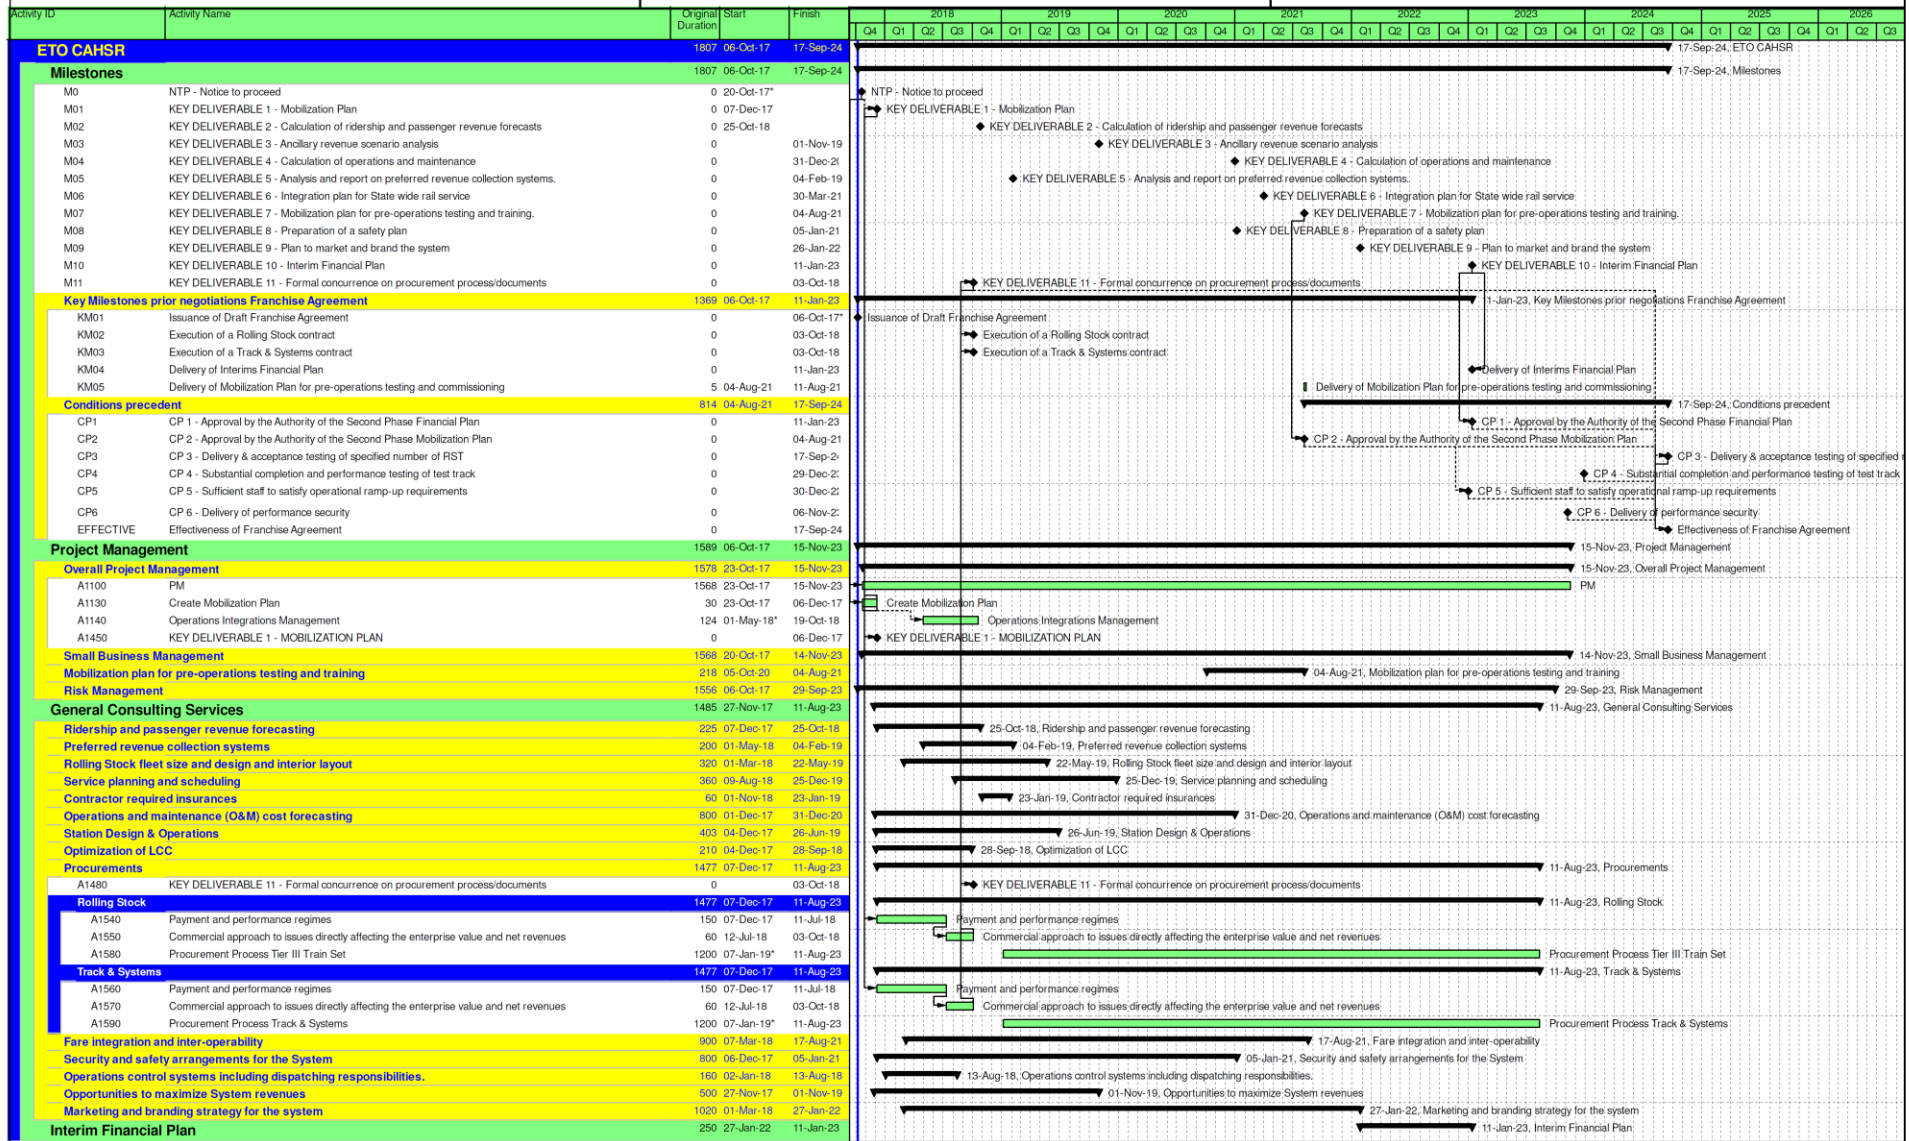 Activity ID Activity Name Original Duration Start Finish 2018 2019 2020 2021 2022 2023 2024 2025 2026
Q4 Q1 Q2 Q3 Q4 Q1 Q2 Q3 Q4 Q1 Q2 Q3 Q4 Q1 Q2 Q3 Q4 Q1 Q2 Q3 Q4 Q1 Q2 Q3 Q4 Q1 Q2 Q3 Q4 Q1 Q2 Q3 Q4 Q1 Q2 Q3
ETO CAHSR 1807 06-Oct-17 17-Sep-24 17-Sep-24, ETO CAHSR
Milestones 1807 06-Oct-17 17-Sep-24 17-Sep-24, Milestones
M0 NTP - Notice to proceed 0 20-Oct-17* NTP - Notice to proceed
M01 KEY DELIVERABLE 1 - Mobilization Plan 0 07-Dec-17 KEY DELIVERABLE 1 - Mobilization Plan
M02 KEY DELIVERABLE 2 - Calculation of ridership and passenger revenue forecasts 0 25-Oct-18 KEY DELIVERABLE 2 - Calculation of ridership and passenger revenue forecasts
M03 KEY DELIVERABLE 3 - Ancillary revenue scenario analysis 0 01-Nov-19 KEY DELIVERABLE 3 - Ancillary revenue scenario analysis
M04 KEY DELIVERABLE 4 - Calculation of operations and maintenance 0 31-Dec-20 KEY DELIVERABLE 4 - Calculation of operations and maintenance
M05 KEY DELIVERABLE 5 - Analysis and report on preferred revenue collection systems. 0 04-Feb-19 KEY DELIVERABLE 5 - Analysis and report on preferred revenue collection systems.
M06 KEY DELIVERABLE 6 - Integration plan for State wide rail service 0 30-Mar-21 KEY DELIVERABLE 6 - Integration plan for State wide rail service
M07 KEY DELIVERABLE 7 - Mobilization plan for pre-operations testing and training. 0 04-Aug-21 KEY DELIVERABLE 7 - Mobilization plan for pre-operations testing and training.
M08 KEY DELIVERABLE 8 - Preparation of a safety plan 0 05-Jan-21 KEY DELIVERABLE 8 - Preparation of a safety plan
M09 KEY DELIVERABLE 9 - Plan to market and brand the system 0 26-Jan-22 KEY DELIVERABLE 9 - Plan to market and brand the system
M10 KEY DELIVERABLE 10 - Interim Financial Plan 0 11-Jan-23 KEY DELIVERABLE 10 - Interim Financial Plan
M11 KEY DELIVERABLE 11 - Formal concurrence on procurement process/documents 0 03-Oct-18 KEY DELIVERABLE 11 - Formal concurrence on procurement process/documents
Key Milestones prior negotiations Franchise Agreement 1369 06-Oct-17 11-Jan-23 11-Jan-23, Key Milestones prior negotiations Franchise Agreement
KM01 Issuance of Draft Franchise Agreement 0 06-Oct-17* Issuance of Draft Franchise Agreement
KM02 Execution of a Rolling Stock contract 0 03-Oct-18 Execution of a Rolling Stock contract
KM03 Execution of a Track & Systems contract 0 03-Oct-18 Execution of a Track & Systems contract
KM04 Delivery of Interims Financial Plan 0 11-Jan-23 Delivery of Interims Financial Plan
KM05 Delivery of Mobilization Plan for pre-operations testing and commissioning 5 04-Aug-21 11-Aug-21 Delivery of Mobilization Plan for pre-operations testing and commissioning
Conditions precedent 814 04-Aug-21 17-Sep-24 17-Sep-24, Conditions precedent
CP1 CP 1 - Approval by the Authority of the Second Phase Financial Plan 0 11-Jan-23 CP 1 - Approval by the Authority of the Second Phase Financial Plan
CP2 CP 2 - Approval by the Authority of the Second Phase Mobilization Plan 0 04-Aug-21 CP 2 - Approval by the Authority of the Second Phase Mobilization Plan
CP3 CP 3 - Delivery & acceptance testing of specified number of RST 0 17-Sep-2 CP 3 - Delivery & acceptance testing of specified
CP4 CP 4 - Substantial completion and performance testing of test track 0 29-Dec-2 CP 4 - Substantial completion and performance testing of test track
CP5 CP 5 - Sufficient staff to satisfy operational ramp-up requirements 0 30-Dec-2 CP 5 - Sufficient staff to satisfy operational ramp-up requirements
CP6 CP 6 - Delivery of performance security 0 06-Nov-2 CP 6 - Delivery of performance security
EFFECTIVE Effectiveness of Franchise Agreement 0 17-Sep-24 Effectiveness of Franchise Agreement
Project Management 1589 06-Oct-17 15-Nov-23 15-Nov-23, Project Management
Overall Project Management 1578 23-Oct-17 15-Nov-23 15-Nov-23, Overall Project Management
A1100 PM 1568 23-Oct-17 15-Nov-23 PM
A1130 Create Mobilization Plan 30 23-Oct-17 06-Dec-17 Create Mobilization Plan
A1140 Operations Integrations Management 124 01-May-18* 19-Oct-18 Operations Integrations Management
A1450 KEY DELIVERABLE 1 - MOBILIZATION PLAN 0 06-Dec-17 KEY DELIVERABLE 1 - MOBILIZATION PLAN
Small Business Management 1568 20-Oct-17 14-Nov-23 14-Nov-23, Small Business Management
Mobilization plan for pre-operations testing and training 218 05-Oct-20 04-Aug-21 04-Aug-21, Mobilization plan for pre-operations testing and training
Risk Management 1556 06-Oct-17 29-Sep-23 29-Sep-23, Risk Management
General Consulting Services 1485 27-Nov-17 11-Aug-23 11-Aug-23, General Consulting Services
Ridership and passenger revenue forecasting 225 07-Dec-17 25-Oct-18 25-Oct-18, Ridership and passenger revenue forecasting
Preferred revenue collection systems 200 01-May-18 04-Feb-19 04-Feb-19, Preferred revenue collection systems
Rolling Stock fleet size and design and interior layout 320 01-Mar-18 22-May-19 22-May-19, Rolling Stock fleet size and design and interior layout
Service planning and scheduling 360 09-Aug-18 25-Dec-19 25-Dec-19, Service planning and scheduling
Contractor required insurances 60 01-Nov-18 23-Jan-19 23-Jan-19, Contractor required insurances
Operations and maintenance (O&M) cost forecasting 800 01-Dec-17 31-Dec-20 31-Dec-20, Operations and maintenance (O&M) cost forecasting
Station Design & Operations 403 04-Dec-17 26-Jun-19 26-Jun-19, Station Design & Operations
Optimization of LCC 210 04-Dec-17 28-Sep-18 28-Sep-18, Optimization of LCC
Procurements 1477 07-Dec-17 11-Aug-23 11-Aug-23, Procurements
A1480 KEY DELIVERABLE 11 - Formal concurrence on procurement process/documents 0 03-Oct-18 KEY DELIVERABLE 11 - Formal concurrence on procurement process/documents
Rolling Stock 1477 07-Dec-17 11-Aug-23 11-Aug-23, Rolling Stock
A1540 Payment and performance regimes 150 07-Dec-17 11-Jul-18 Payment and performance regimes
A1550 Commercial approach to issues directly affecting the enterprise value and net revenues 60 12-Jul-18 03-Oct-18 Commercial approach to issues directly affecting the enterprise value and net revenues
A1580 Procurement Process Tier III Train Set 1200 07-Jan-19* 11-Aug-23 Procurement Process Tier III Train Set
Track & Systems 1477 07-Dec-17 11-Aug-23 11-Aug-23, Track & Systems
A1560 Payment and performance regimes 150 07-Dec-17 11-Jul-18 Payment and performance regimes
A1570 Commercial approach to issues directly affecting the enterprise value and net revenues 60 12-Jul-18 03-Oct-18 Commercial approach to issues directly affecting the enterprise value and net revenues
A1590 Procurement Process Track & Systems 1200 07-Jan-19* 11-Aug-23 Procurement Process Track & Systems
Fare integration and inter-operability 900 07-Mar-18 17-Aug-21 17-Aug-21, Fare integration and inter-operability
Security and safety arrangements for the System 800 06-Dec-17 05-Jan-21 05-Jan-21, Security and safety arrangements for the System
Operations control systems including dispatching responsibilities. 160 02-Jan-18 13-Aug-18 13-Aug-18, Operations control systems including dispatching responsibilities.
Opportunities to maximize System revenues 500 27-Nov-17 01-Nov-19 01-Nov-19, Opportunities to maximize System revenues
Marketing and branding strategy for the system 1020 01-Mar-18 27-Jan-22 27-Jan-22, Marketing and branding strategy for the system
Interim Financial Plan 250 27-Jan-22 11-Jan-23 11-Jan-23, Interim Financial Plan